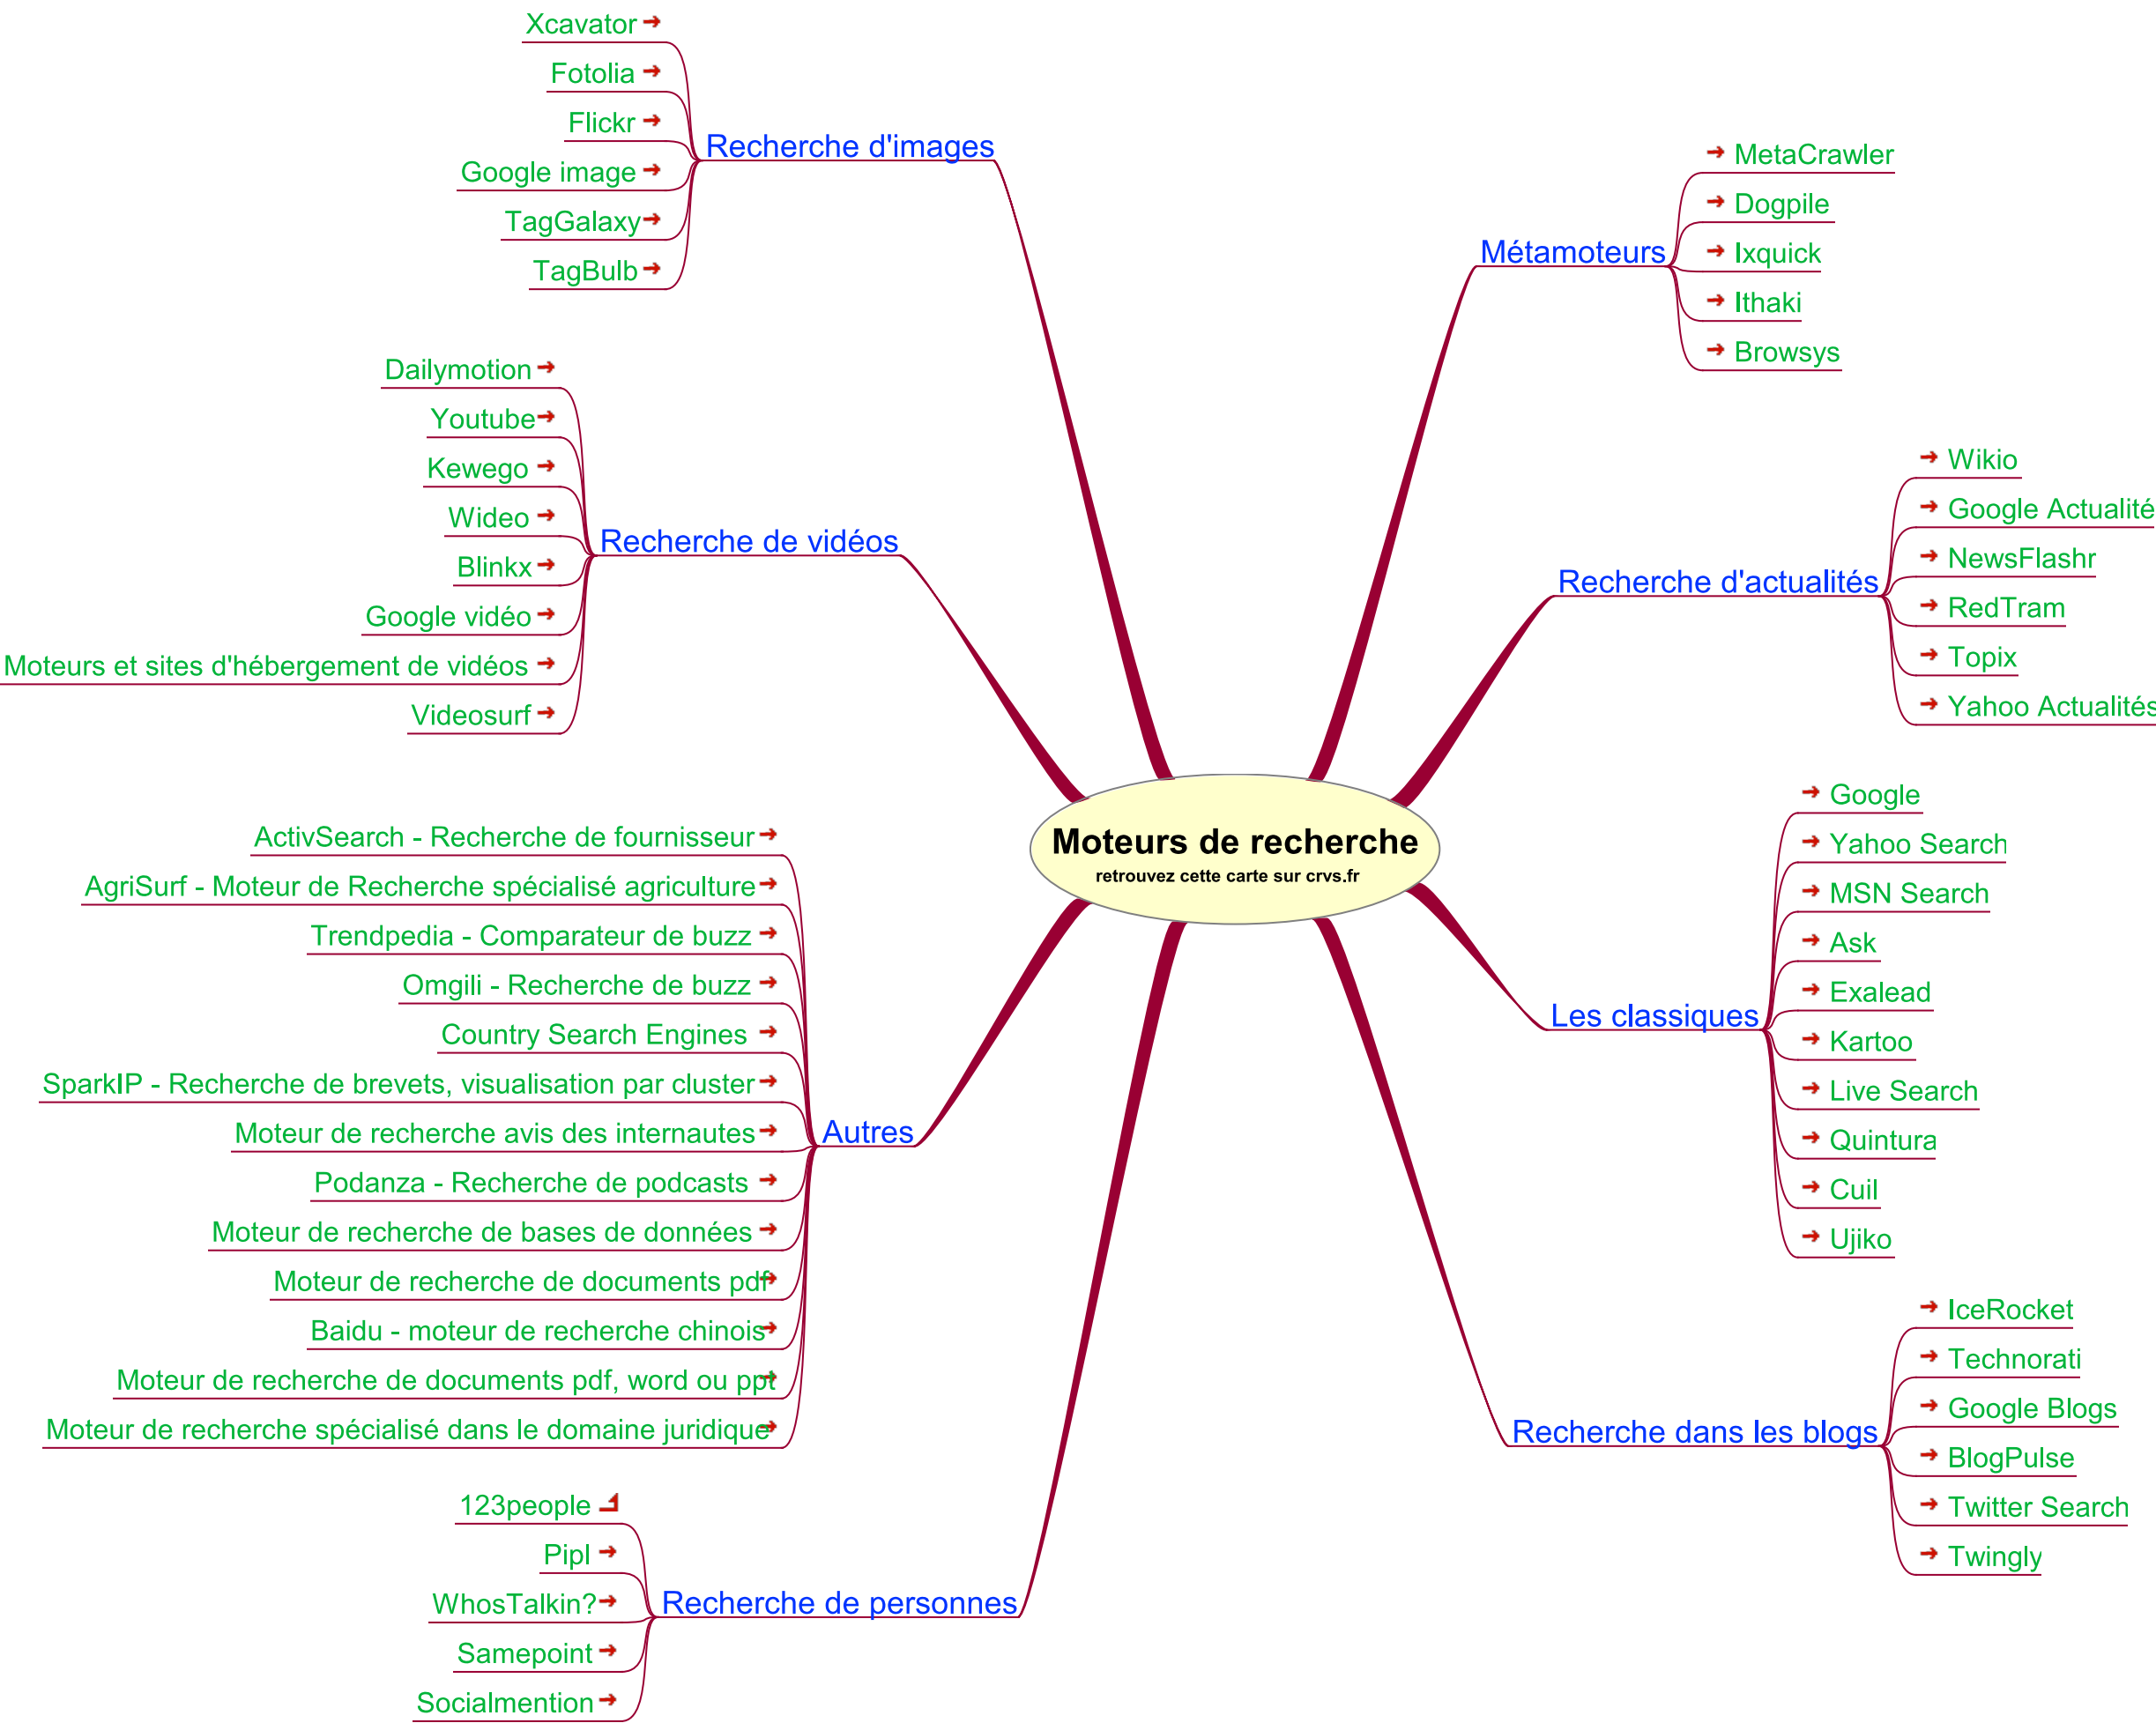 Moteurs de recherche
retrouvez cette carte sur crvs.fr
Recherche d'images
Xcavator
Fotolia
Flickr
Google image
TagGalaxy
TagBulb
Recherche de vidéos
Dailymotion
Youtube
Kewego
Wideo
Blinkx
Google vidéo
Moteurs et sites d'hébergement de vidéos
Videosurf
Autres
ActivSearch - Recherche de fournisseur
AgriSurf - Moteur de Recherche spécialisé agriculture
Trendpedia - Comparateur de buzz
Omgili - Recherche de buzz
Country Search Engines
SparkIP - Recherche de brevets, visualisation par cluster
Moteur de recherche avis des internautes
Podanza - Recherche de podcasts
Moteur de recherche de bases de données
Moteur de recherche de documents pdf
Baidu - moteur de recherche chinois
Moteur de recherche de documents pdf, word ou ppt
Moteur de recherche spécialisé dans le domaine juridique
Recherche de personnes
123people
Pipl
WhosTalkin?
Samepoint
Socialmention
Métamoteurs
MetaCrawler
Dogpile
Ixquick
Ithaki
Browsys
Recherche d'actualités
Wikio
Google Actualité
NewsFlashr
RedTram
Topix
Yahoo Actualités
Les classiques
Google
Yahoo Search
MSN Search
Ask
Exalead
Kartoo
Live Search
Quintura
Cuil
Ujiko
Recherche dans les blogs
IceRocket
Technorati
Google Blogs
BlogPulse
Twitter Search
Twingly